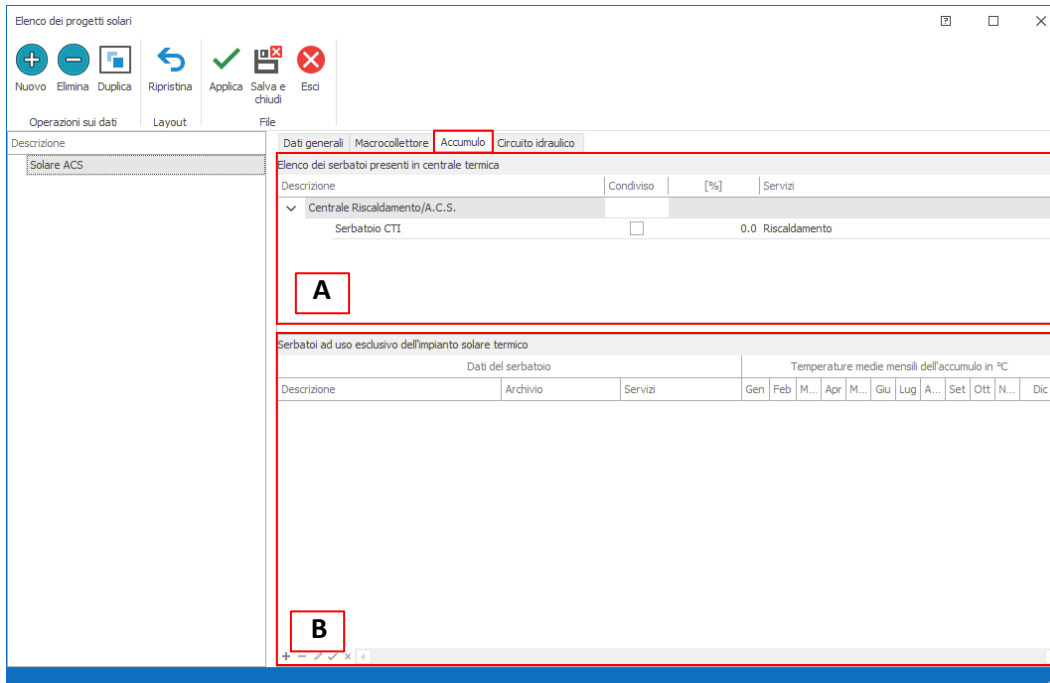 Elenco dei progetti solari
Nuovo Elimina Duplica Ripristina Applica Salva e chiudi Esci
Operazioni sui dati Layout File
Descrizione
Solare ACS
Dati generali Macrocollettore Accumulo Circuito idraulico
Elenco dei serbatoi presenti in centrale termica
Descrizione Condiviso [%] Servizi
Centrale Riscaldamento/A.C.S.
Serbatoio CTI 0.0 Riscaldamento
A
Serbatoi ad uso esclusivo dell'impianto solare termico
Dati del serbatoio Temperature medie mensili dell'accumulo in °C
Descrizione Archivio Servizi Gen Feb M... Apr M... Giu Lug A... Set Ott N... Dic
B